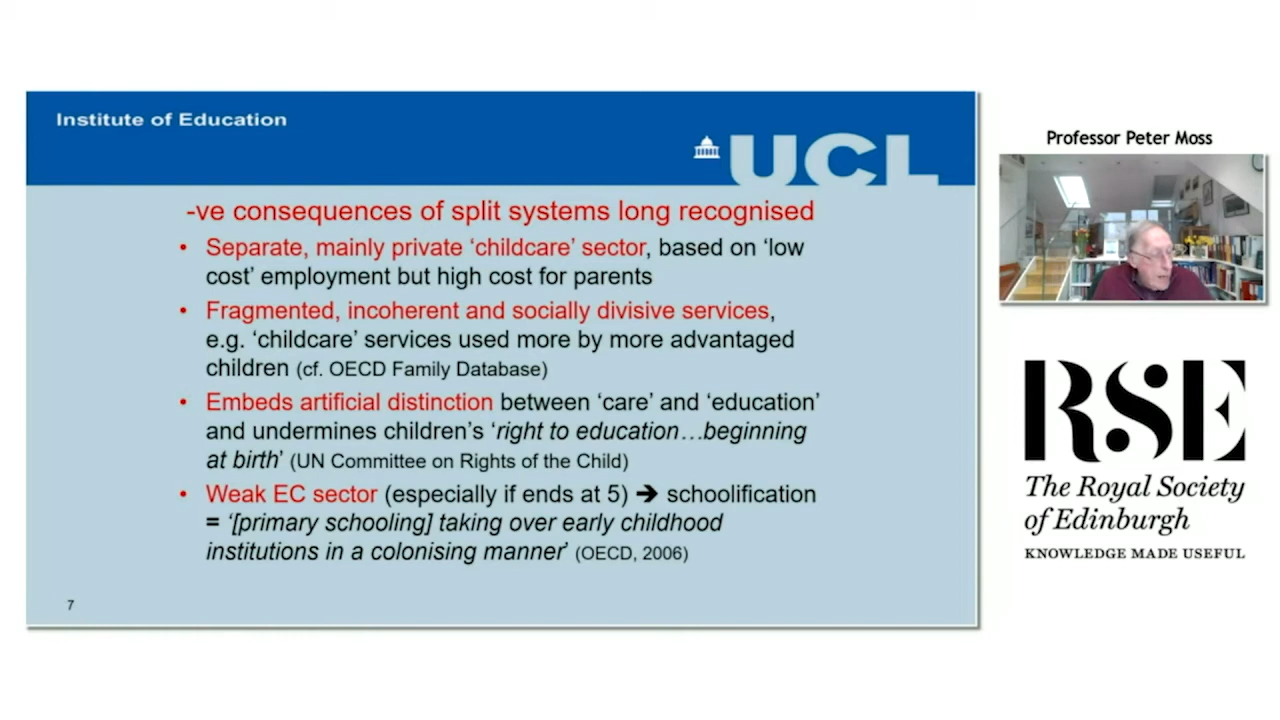 Institute of Education
UCL
-ve consequences of split systems long recognised
• Separate, mainly private ‘childcare’ sector, based on ‘low
cost’ employment but high cost for parents
• Fragmented, incoherent and socially divisive services,
e.g. ‘childcare’ services used more by more advantaged
children (cf. OECD Family Database)
• Embeds artificial distinction between ‘care’ and ‘education’
and undermines children’s ‘right to education…beginning
at birth’ (UN Committee on Rights of the Child)
• Weak EC sector (especially if ends at 5) ➔ schoolification
= ‘[primary schooling] taking over early childhood
institutions in a colonising manner’ (OECD, 2006)
7
Professor Peter Moss
RSE
The Royal Society
of Edinburgh
KNOWLEDGE MADE USEFUL